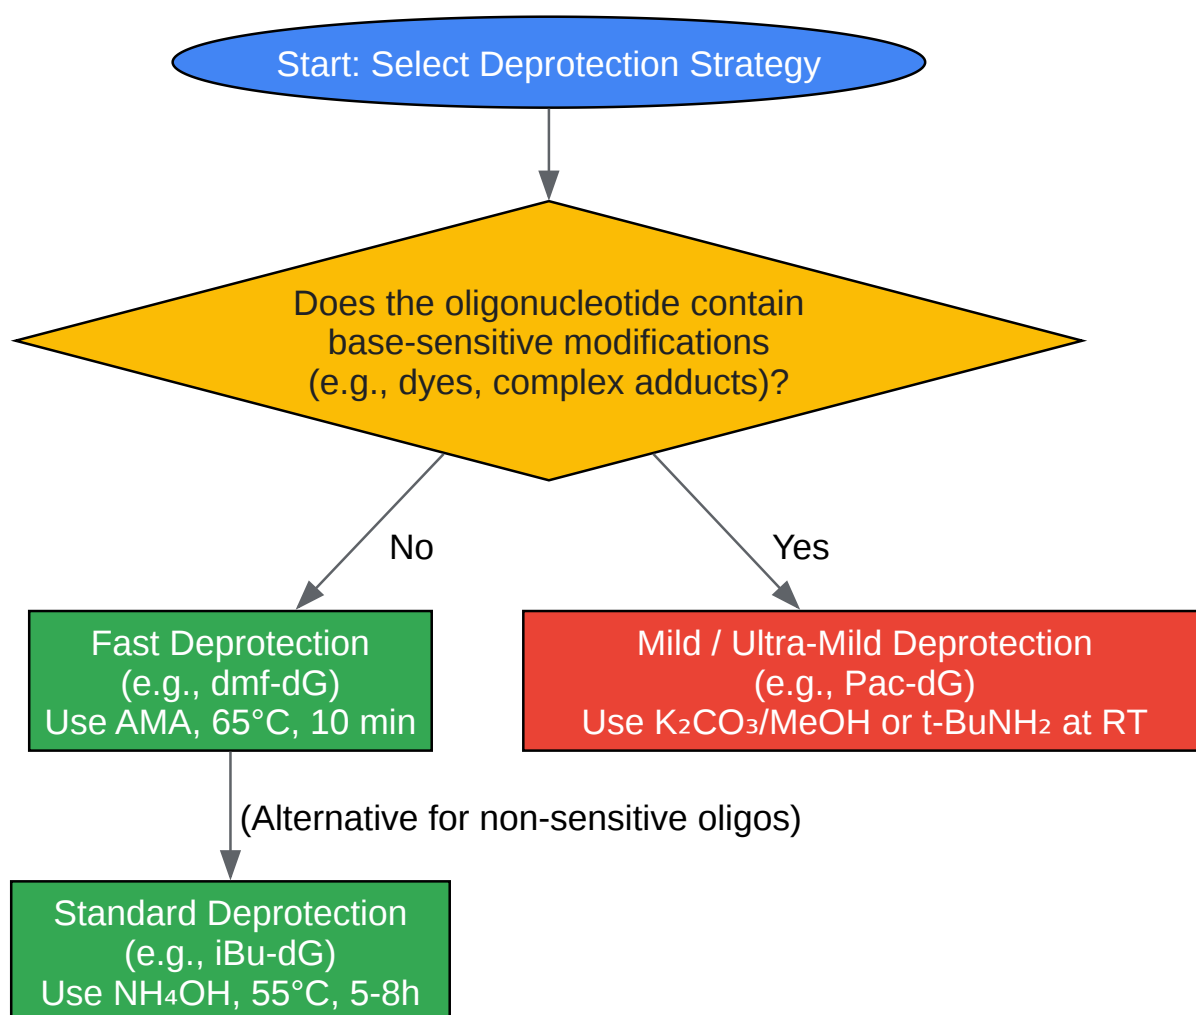 Start: Select Deprotection Strategy
Does the oligonucleotide contain
base-sensitive modifications
(e.g., dyes, complex adducts)?
No
Yes
Fast Deprotection
(e.g., dmf-dG)
Use AMA, 65°C, 10 min
Mild / Ultra-Mild Deprotection
(e.g., Pac-dG)
Use K₂CO₃/MeOH or t-BuNH₂ at RT
(Alternative for non-sensitive oligos)
Standard Deprotection
(e.g., iBu-dG)
Use NH₄OH, 55°C, 5-8h